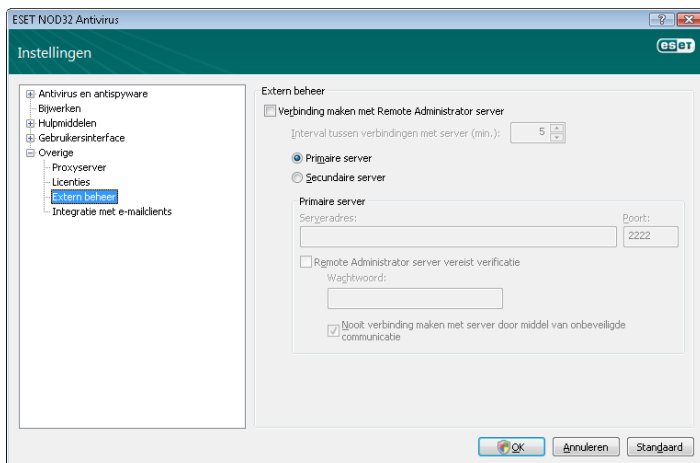 ESET NOD32 Antivirus
Instellingen
eset
Antivirus en antispyware
Bijwerken
Hulpmiddelen
Gebruikersinterface
Overige
Proxyserver
Licenties
Extern beheer
Integratie met e-mailclients
Extern beheer
Verbinding maken met Remote Administrator server
Interval tussen verbindingen met server (min.): 5
Primaire server
Secundaire server
Primaire server
Serveradres: Poort:
2222
Remote Administrator server vereist verificatie
Wachtwoord:
Nooit verbinding maken met server door middel van onbeveiligde
communicatie
OK Annuleren Standaard